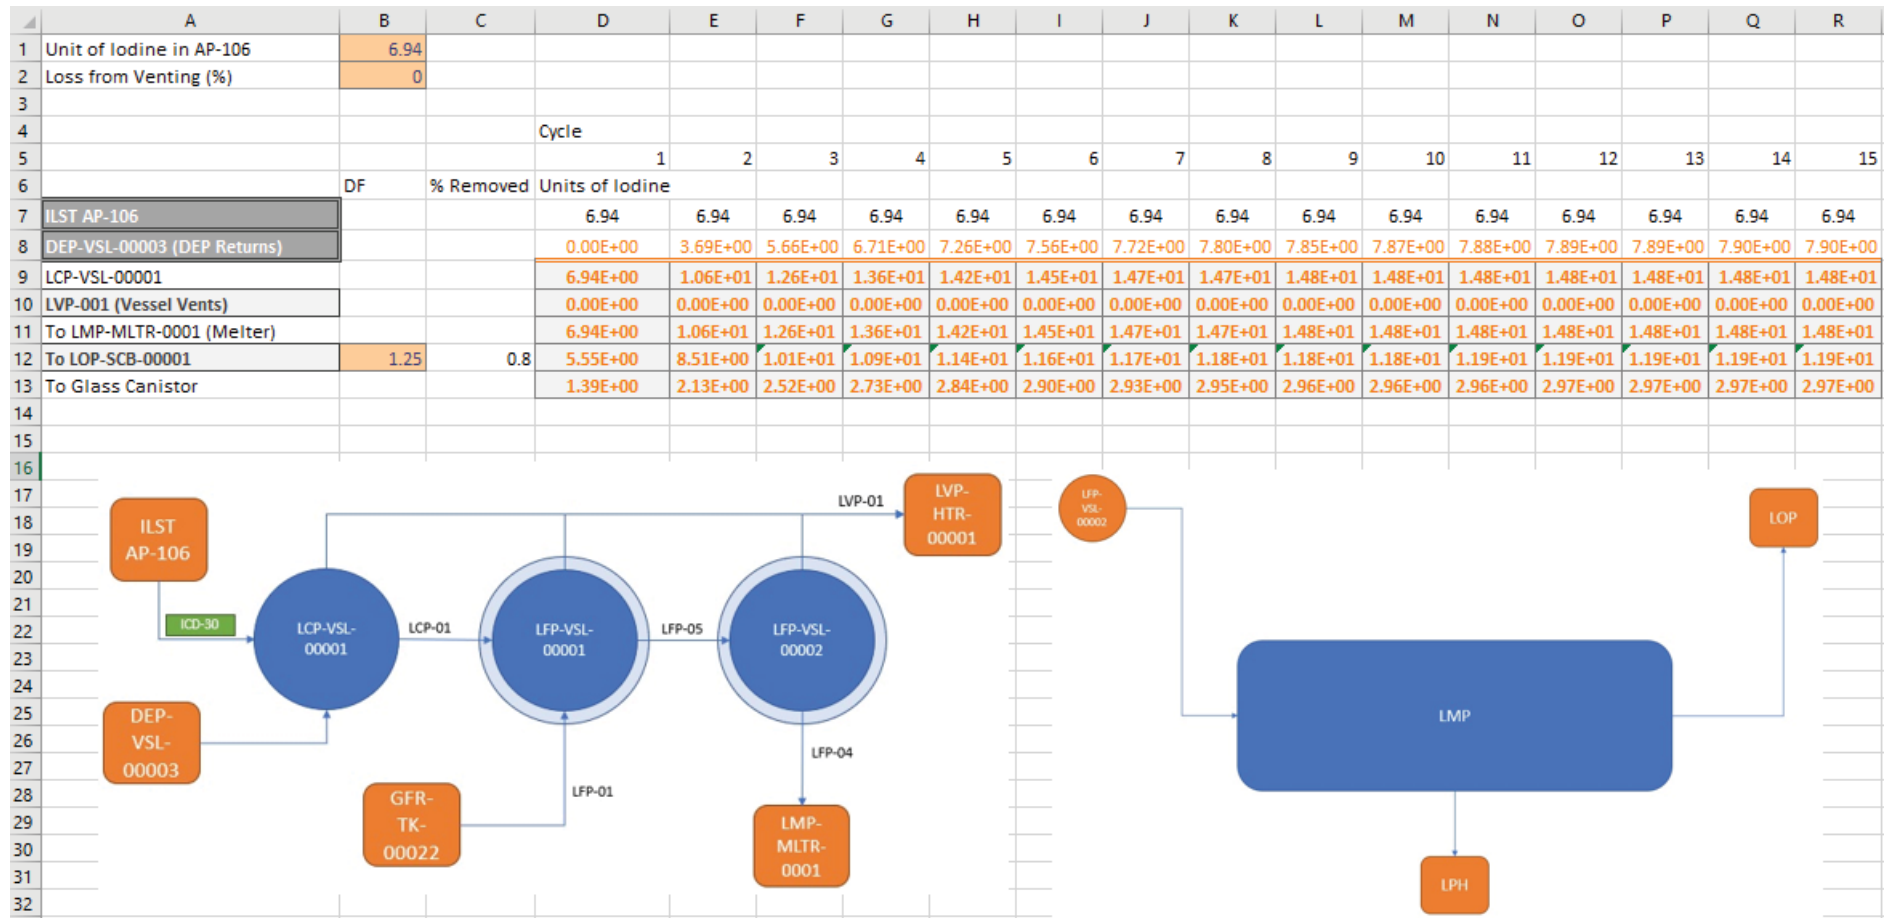 A B C D E F G H I J K L M N O P Q R
1 Unit of Iodine in AP-106 6.94
2 Loss from Venting (%) 0
3
4 Cycle
5 1 2 3 4 5 6 7 8 9 10 11 12 13 14 15
6 DF % Removed Units of Iodine
7 ILST AP-106 6.94 6.94 6.94 6.94 6.94 6.94 6.94 6.94 6.94 6.94 6.94 6.94 6.94 6.94 6.94
8 DEP-VSL-00003 (DEP Returns) 0.00E+00 3.69E+00 5.66E+00 6.71E+00 7.26E+00 7.56E+00 7.72E+00 7.80E+00 7.85E+00 7.87E+00 7.88E+00 7.89E+00 7.89E+00 7.90E+00 7.90E+00
9 LCP-VSL-00001 6.94E+00 1.06E+01 1.26E+01 1.36E+01 1.42E+01 1.45E+01 1.47E+01 1.47E+01 1.48E+01 1.48E+01 1.48E+01 1.48E+01 1.48E+01 1.48E+01 1.48E+01
10 LVP-001 (Vessel Vents) 0.00E+00 0.00E+00 0.00E+00 0.00E+00 0.00E+00 0.00E+00 0.00E+00 0.00E+00 0.00E+00 0.00E+00 0.00E+00 0.00E+00 0.00E+00 0.00E+00 0.00E+00
11 To LMP-MLTR-0001 (Melter) 6.94E+00 1.06E+01 1.26E+01 1.36E+01 1.42E+01 1.45E+01 1.47E+01 1.47E+01 1.48E+01 1.48E+01 1.48E+01 1.48E+01 1.48E+01 1.48E+01 1.48E+01
12 To LOP-SCB-00001 1.25 0.8 5.55E+00 8.51E+00 1.01E+01 1.09E+01 1.14E+01 1.16E+01 1.17E+01 1.18E+01 1.18E+01 1.18E+01 1.19E+01 1.19E+01 1.19E+01 1.19E+01 1.19E+01
13 To Glass Canistor 1.39E+00 2.13E+00 2.52E+00 2.73E+00 2.84E+00 2.90E+00 2.93E+00 2.95E+00 2.96E+00 2.96E+00 2.96E+00 2.97E+00 2.97E+00 2.97E+00 2.97E+00
14
15
16
17
18
19
20
21
22
23
24
25
26
27
28
29
30
31
32
ILST
AP-106
ICD-30
LCP-VSL-
00001
LCP-01
LFP-VSL-
00001
LFP-05
LFP-VSL-
00002
LVP-01
LVP-
HTR-
00001
DEP-
VSL-
00003
GFR-
TK-
00022
LFP-01
LFP-04
LMP-
MLTR-
0001
LFP-
VSL-
00002
LOP
LMP
LPH